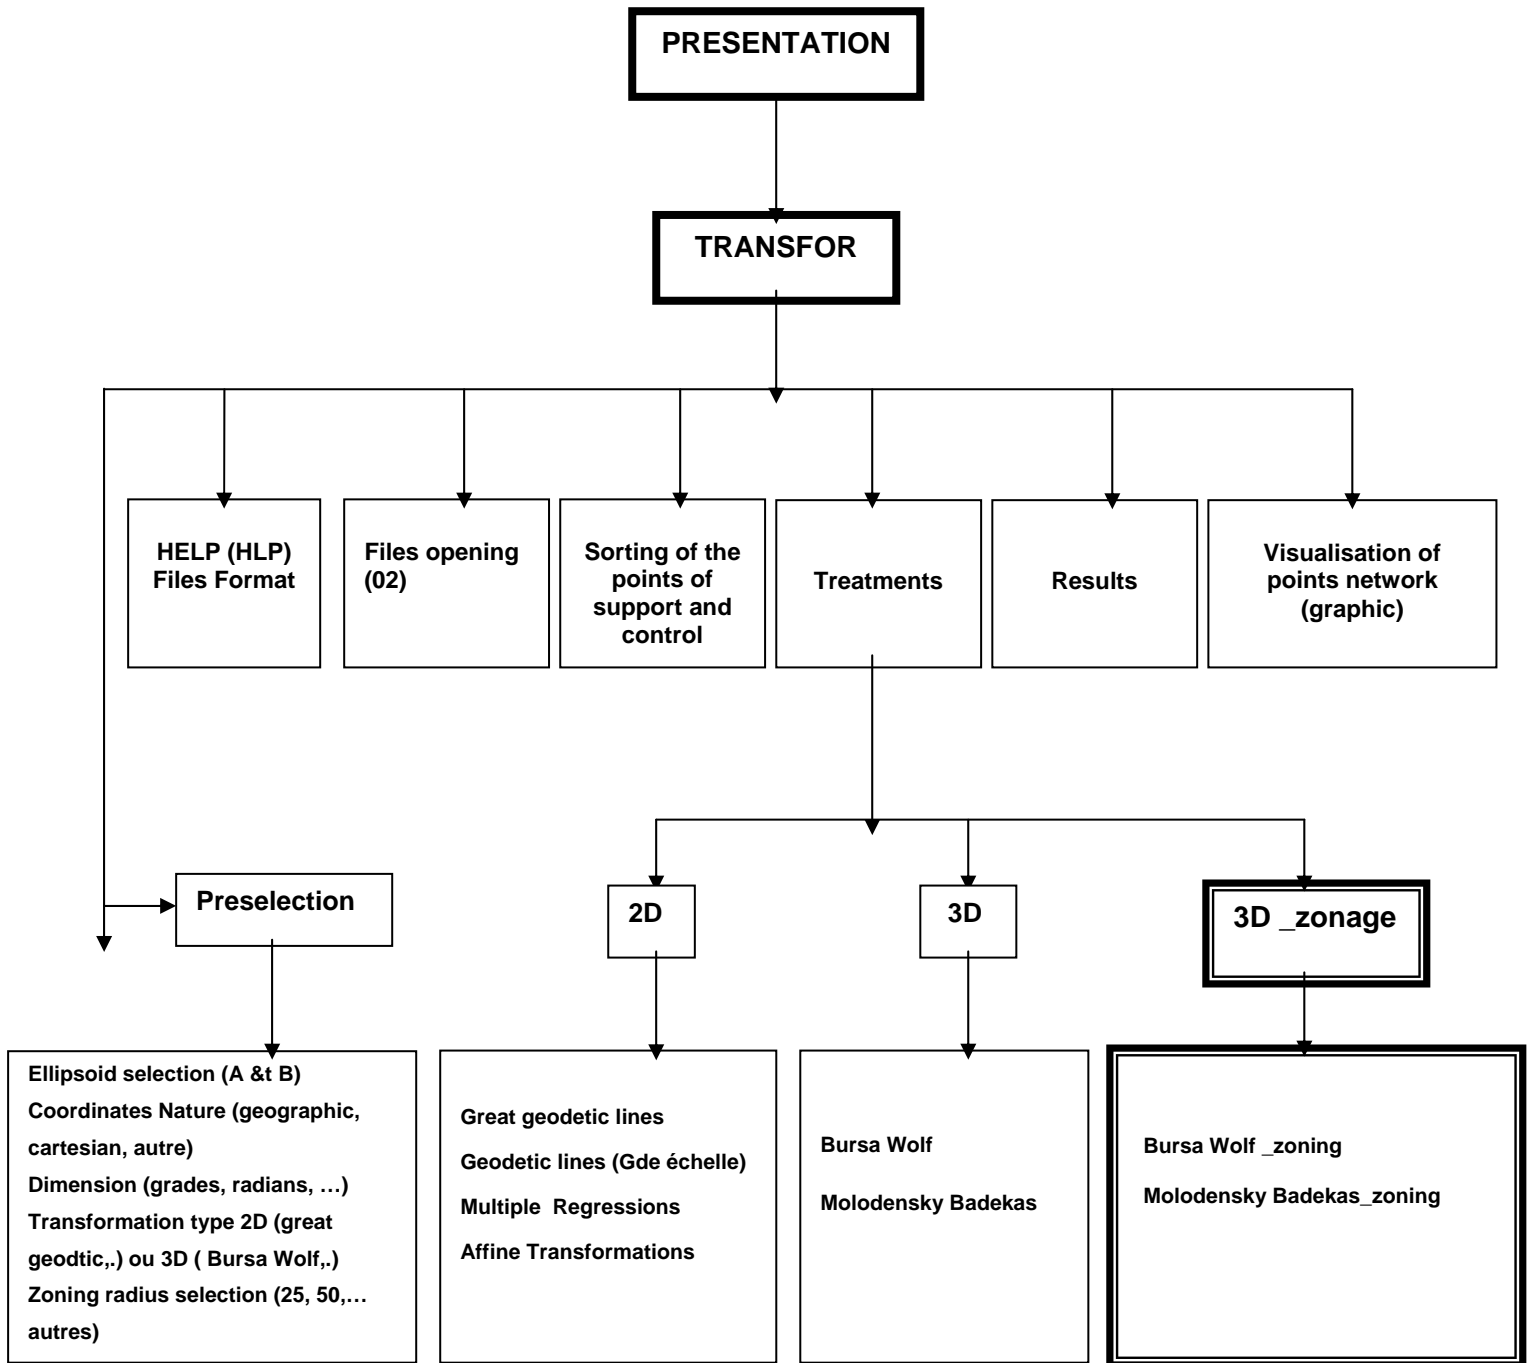 PRESENTATION
TRANSFOR
HELP (HLP)
Files Format
Files opening
(02)
Sorting of the
points of
support and
control
Treatments
Results
Visualisation of
points network
(graphic)
Preselection
2D
3D
3D _zonage
Ellipsoid selection (A &t B)
Coordinates Nature (geographic,
cartesian, autre)
Dimension (grades, radians, …)
Transformation type 2D (great
geodtic,.) ou 3D ( Bursa Wolf,.)
Zoning radius selection (25, 50,…
autres)
Great geodetic lines
Geodetic lines (Gde échelle)
Multiple  Regressions
Affine Transformations
Bursa Wolf
Molodensky Badekas
Bursa Wolf _zoning
Molodensky Badekas_zoning